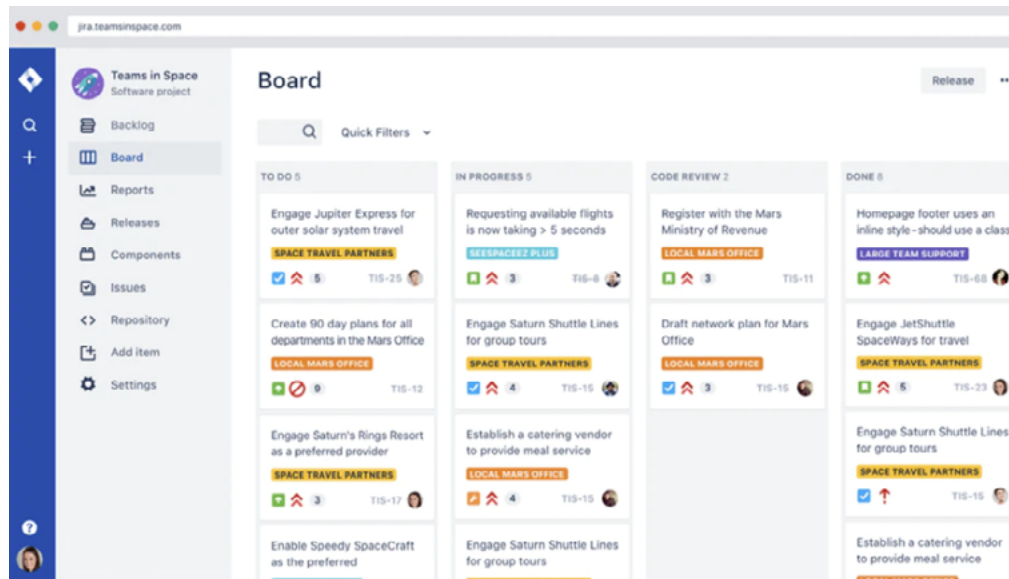 jira.teamsinspace.com
Teams in Space
Software project
Backlog
Board
Reports
Releases
Components
Issues
Repository
Add item
Settings
Board
Release
Quick Filters
TO DO 5
Engage Jupiter Express for
outer solar system travel
SPACE TRAVEL PARTNERS
5 TIS-25
Create 90 day plans for all
departments in the Mars Office
LOCAL MARS OFFICE
9 TIS-12
Engage Saturn's Rings Resort
as a preferred provider
SPACE TRAVEL PARTNERS
3 TIS-17
Enable Speedy SpaceCraft
as the preferred
IN PROGRESS 5
Requesting available flights
is now taking > 5 seconds
SEESPACEEZ PLUS
3 TIS-8
Engage Saturn Shuttle Lines
for group tours
SPACE TRAVEL PARTNERS
4 TIS-15
Establish a catering vendor
to provide meal service
LOCAL MARS OFFICE
4 TIS-15
Engage Saturn Shuttle Lines
for group tours
CODE REVIEW 2
Register with the Mars
Ministry of Revenue
LOCAL MARS OFFICE
3 TIS-11
Draft network plan for Mars
Office
LOCAL MARS OFFICE
3 TIS-15
DONE 8
Homepage footer uses an
inline style-should use a class
LARGE TEAM SUPPORT
TIS-68
Engage JetShuttle
SpaceWays for travel
SPACE TRAVEL PARTNERS
5 TIS-23
Engage Saturn Shuttle Lines
for group tours
SPACE TRAVEL PARTNERS
TIS-15
Establish a catering vendor
to provide meal service